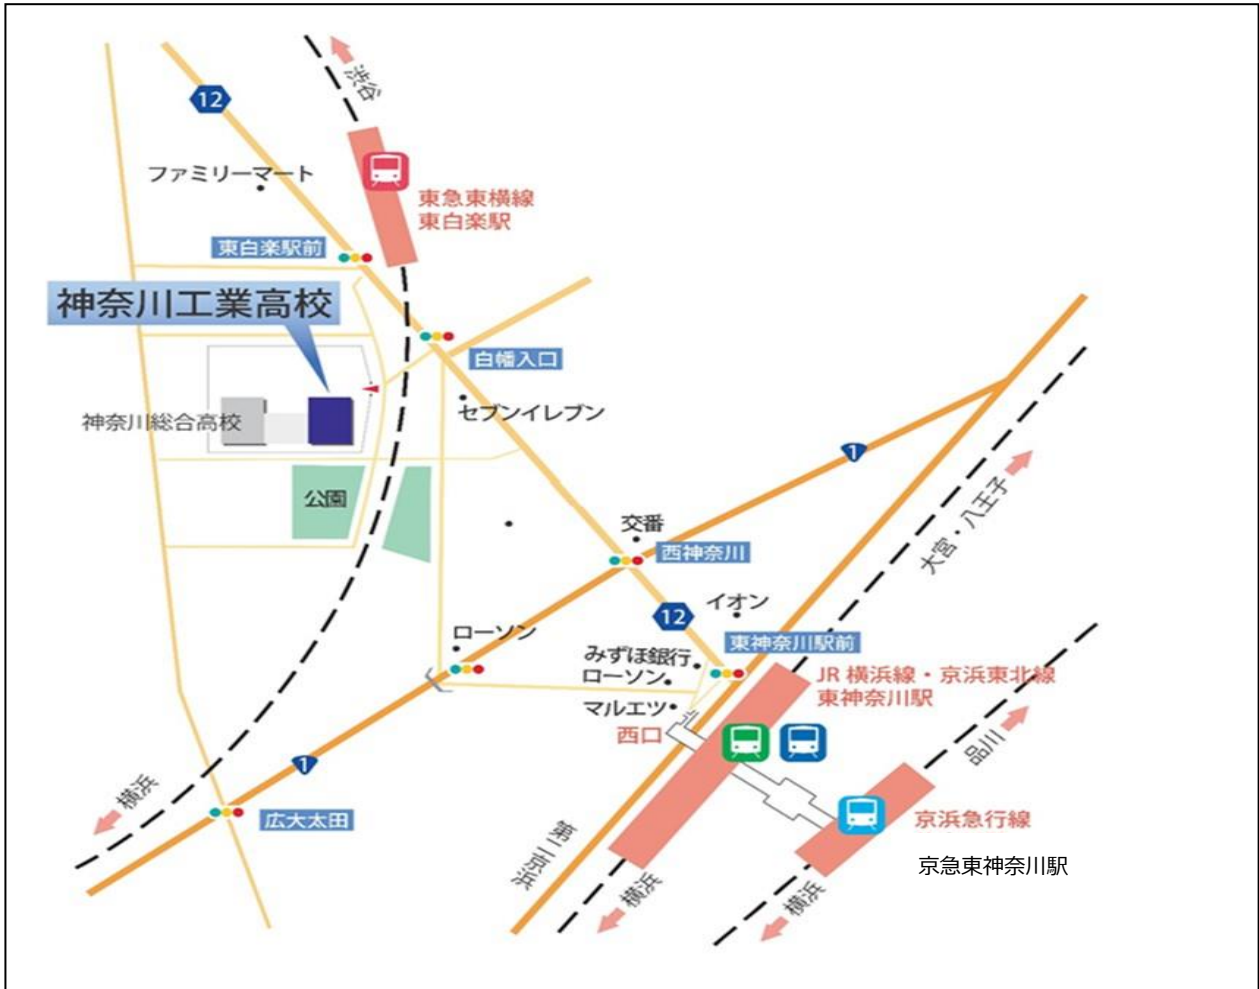 渋谷
12
ファミリーマート
東急東横線
東白楽駅
東白楽駅前
神奈川工業高校
白幡入口
セブンイレブン
神奈川総合高校
1
大宮・八王子
公園
交番
西神奈川
12
イオン
ローソン
東神奈川駅前
みずほ銀行
ローソン
JR 横浜線・京浜東北線
東神奈川駅
マルエツ
西口
品川
1
横浜
広大太田
京浜急行線
第二京浜
京急東神奈川駅
横浜
横浜